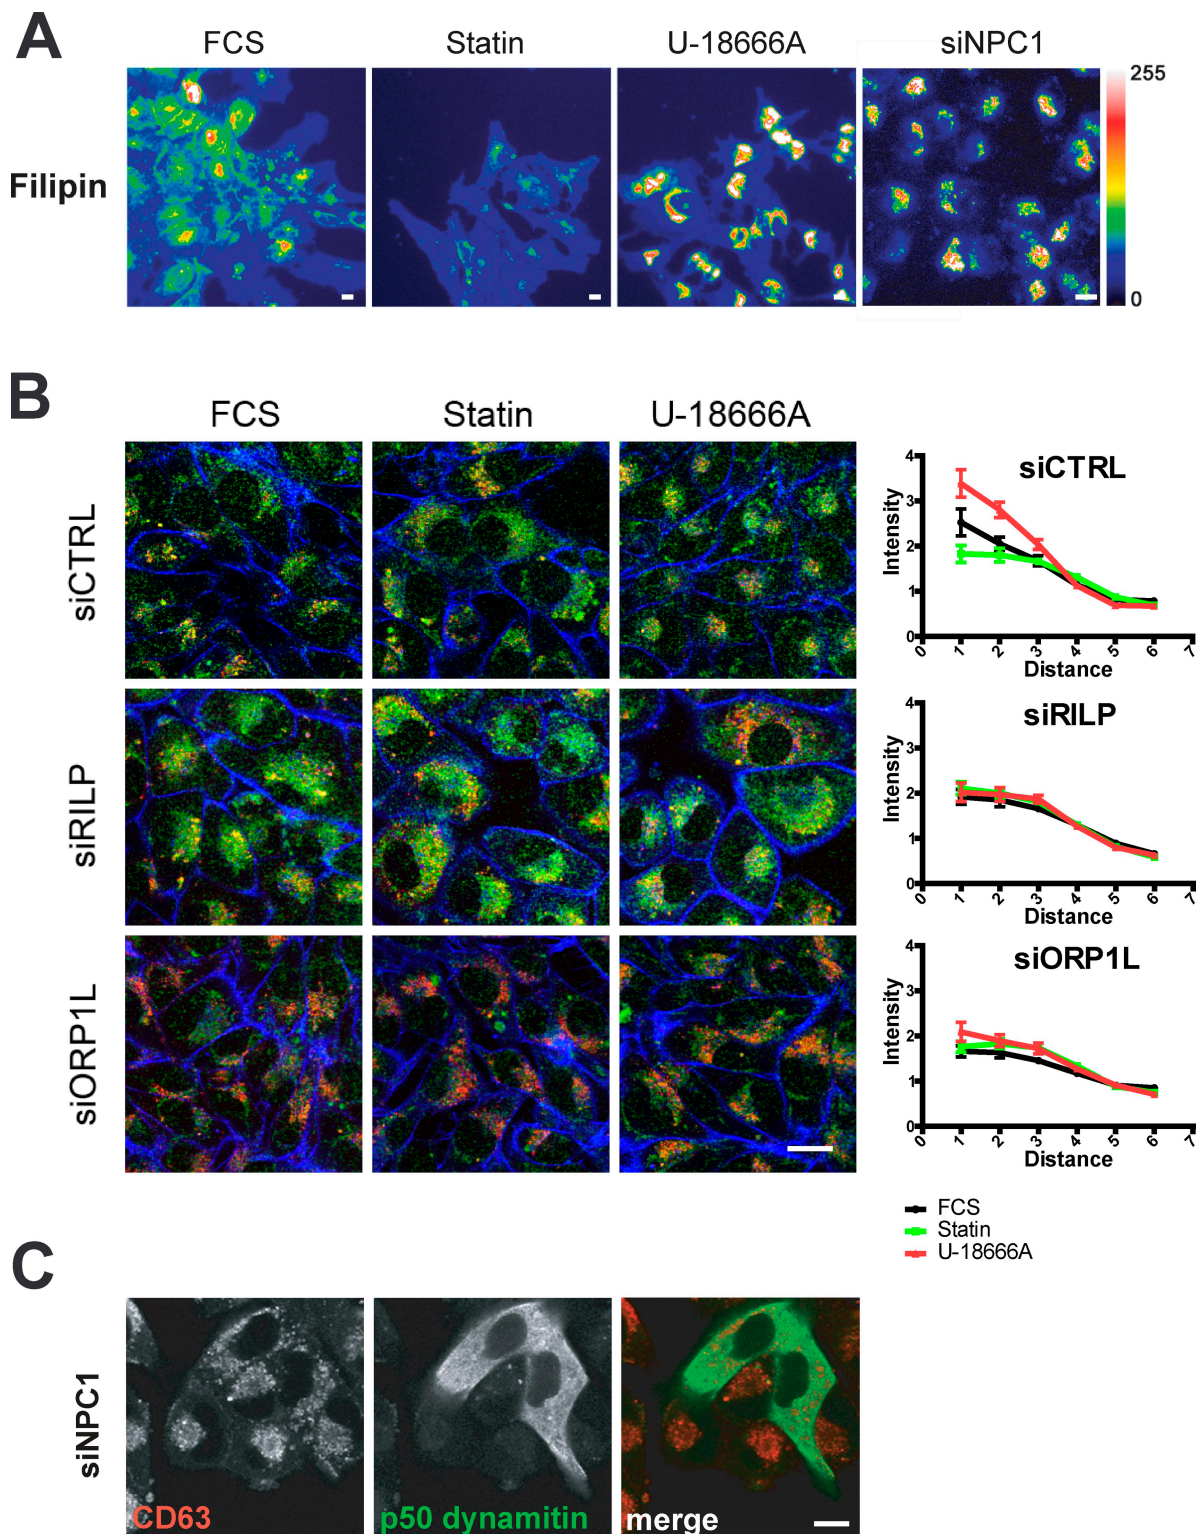 A
FCS Statin U-18666A siNPC1
Filipin
255
0
B
FCS Statin U-18666A
siCTRL
siRILP
siORP1L
siCTRL
Intensity
4
3
2
1
0
0 1 2 3 4 5 6 7
Distance
siRILP
Intensity
4
3
2
1
0
0 1 2 3 4 5 6 7
Distance
siORP1L
Intensity
4
3
2
1
0
0 1 2 3 4 5 6 7
Distance
FCS
Statin
U-18666A
C
siNPC1
CD63 p50 dynamitin merge